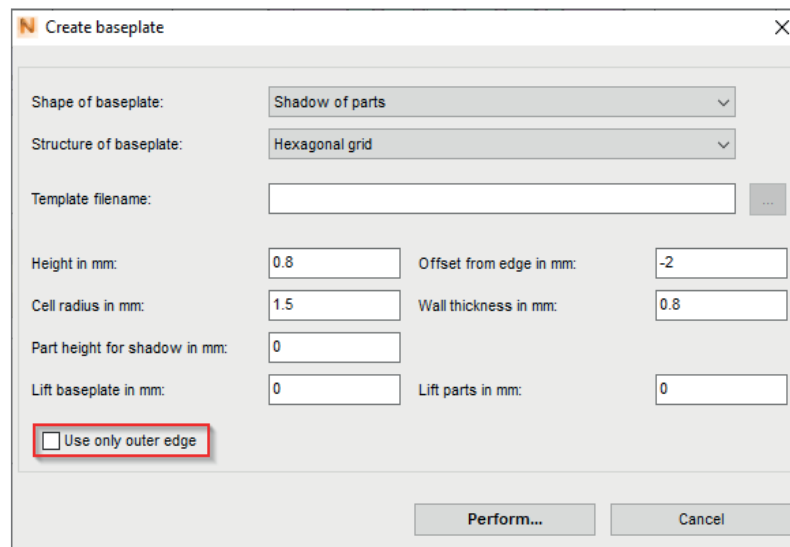 N Create baseplate
Shape of baseplate: Shadow of parts
Structure of baseplate: Hexagonal grid
Template filename: ...
Height in mm: 0.8 Offset from edge in mm: -2
Cell radius in mm: 1.5 Wall thickness in mm: 0.8
Part height for shadow in mm: 0
Lift baseplate in mm: 0 Lift parts in mm: 0
Use only outer edge
Perform... Cancel